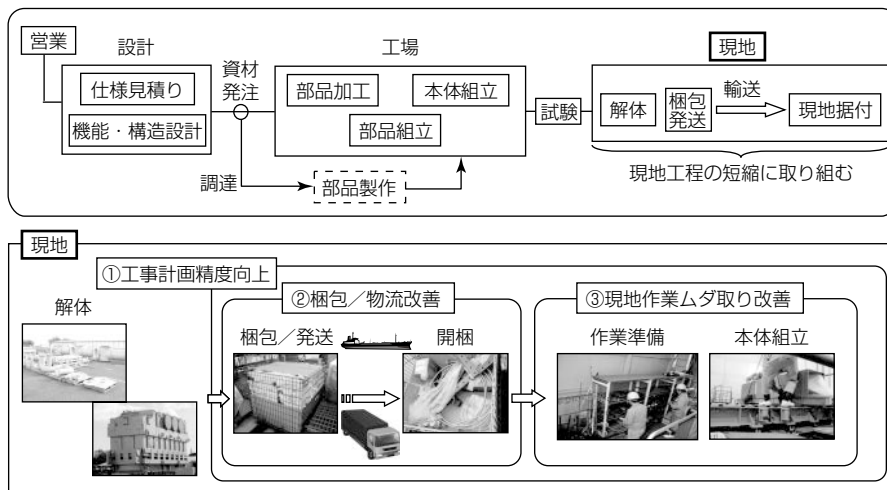 営業
設計
仕様見積り
機能・構造設計
資材
発注
調達
工場
部品加工
本体組立
部品組立
部品製作
試験
現地
解体
梱包
発送
輸送
現地据付
現地工程の短縮に取り組む
現地
①工事計画精度向上
解体
②梱包／物流改善
梱包／発送
開梱
③現地作業ムダ取り改善
作業準備
本体組立